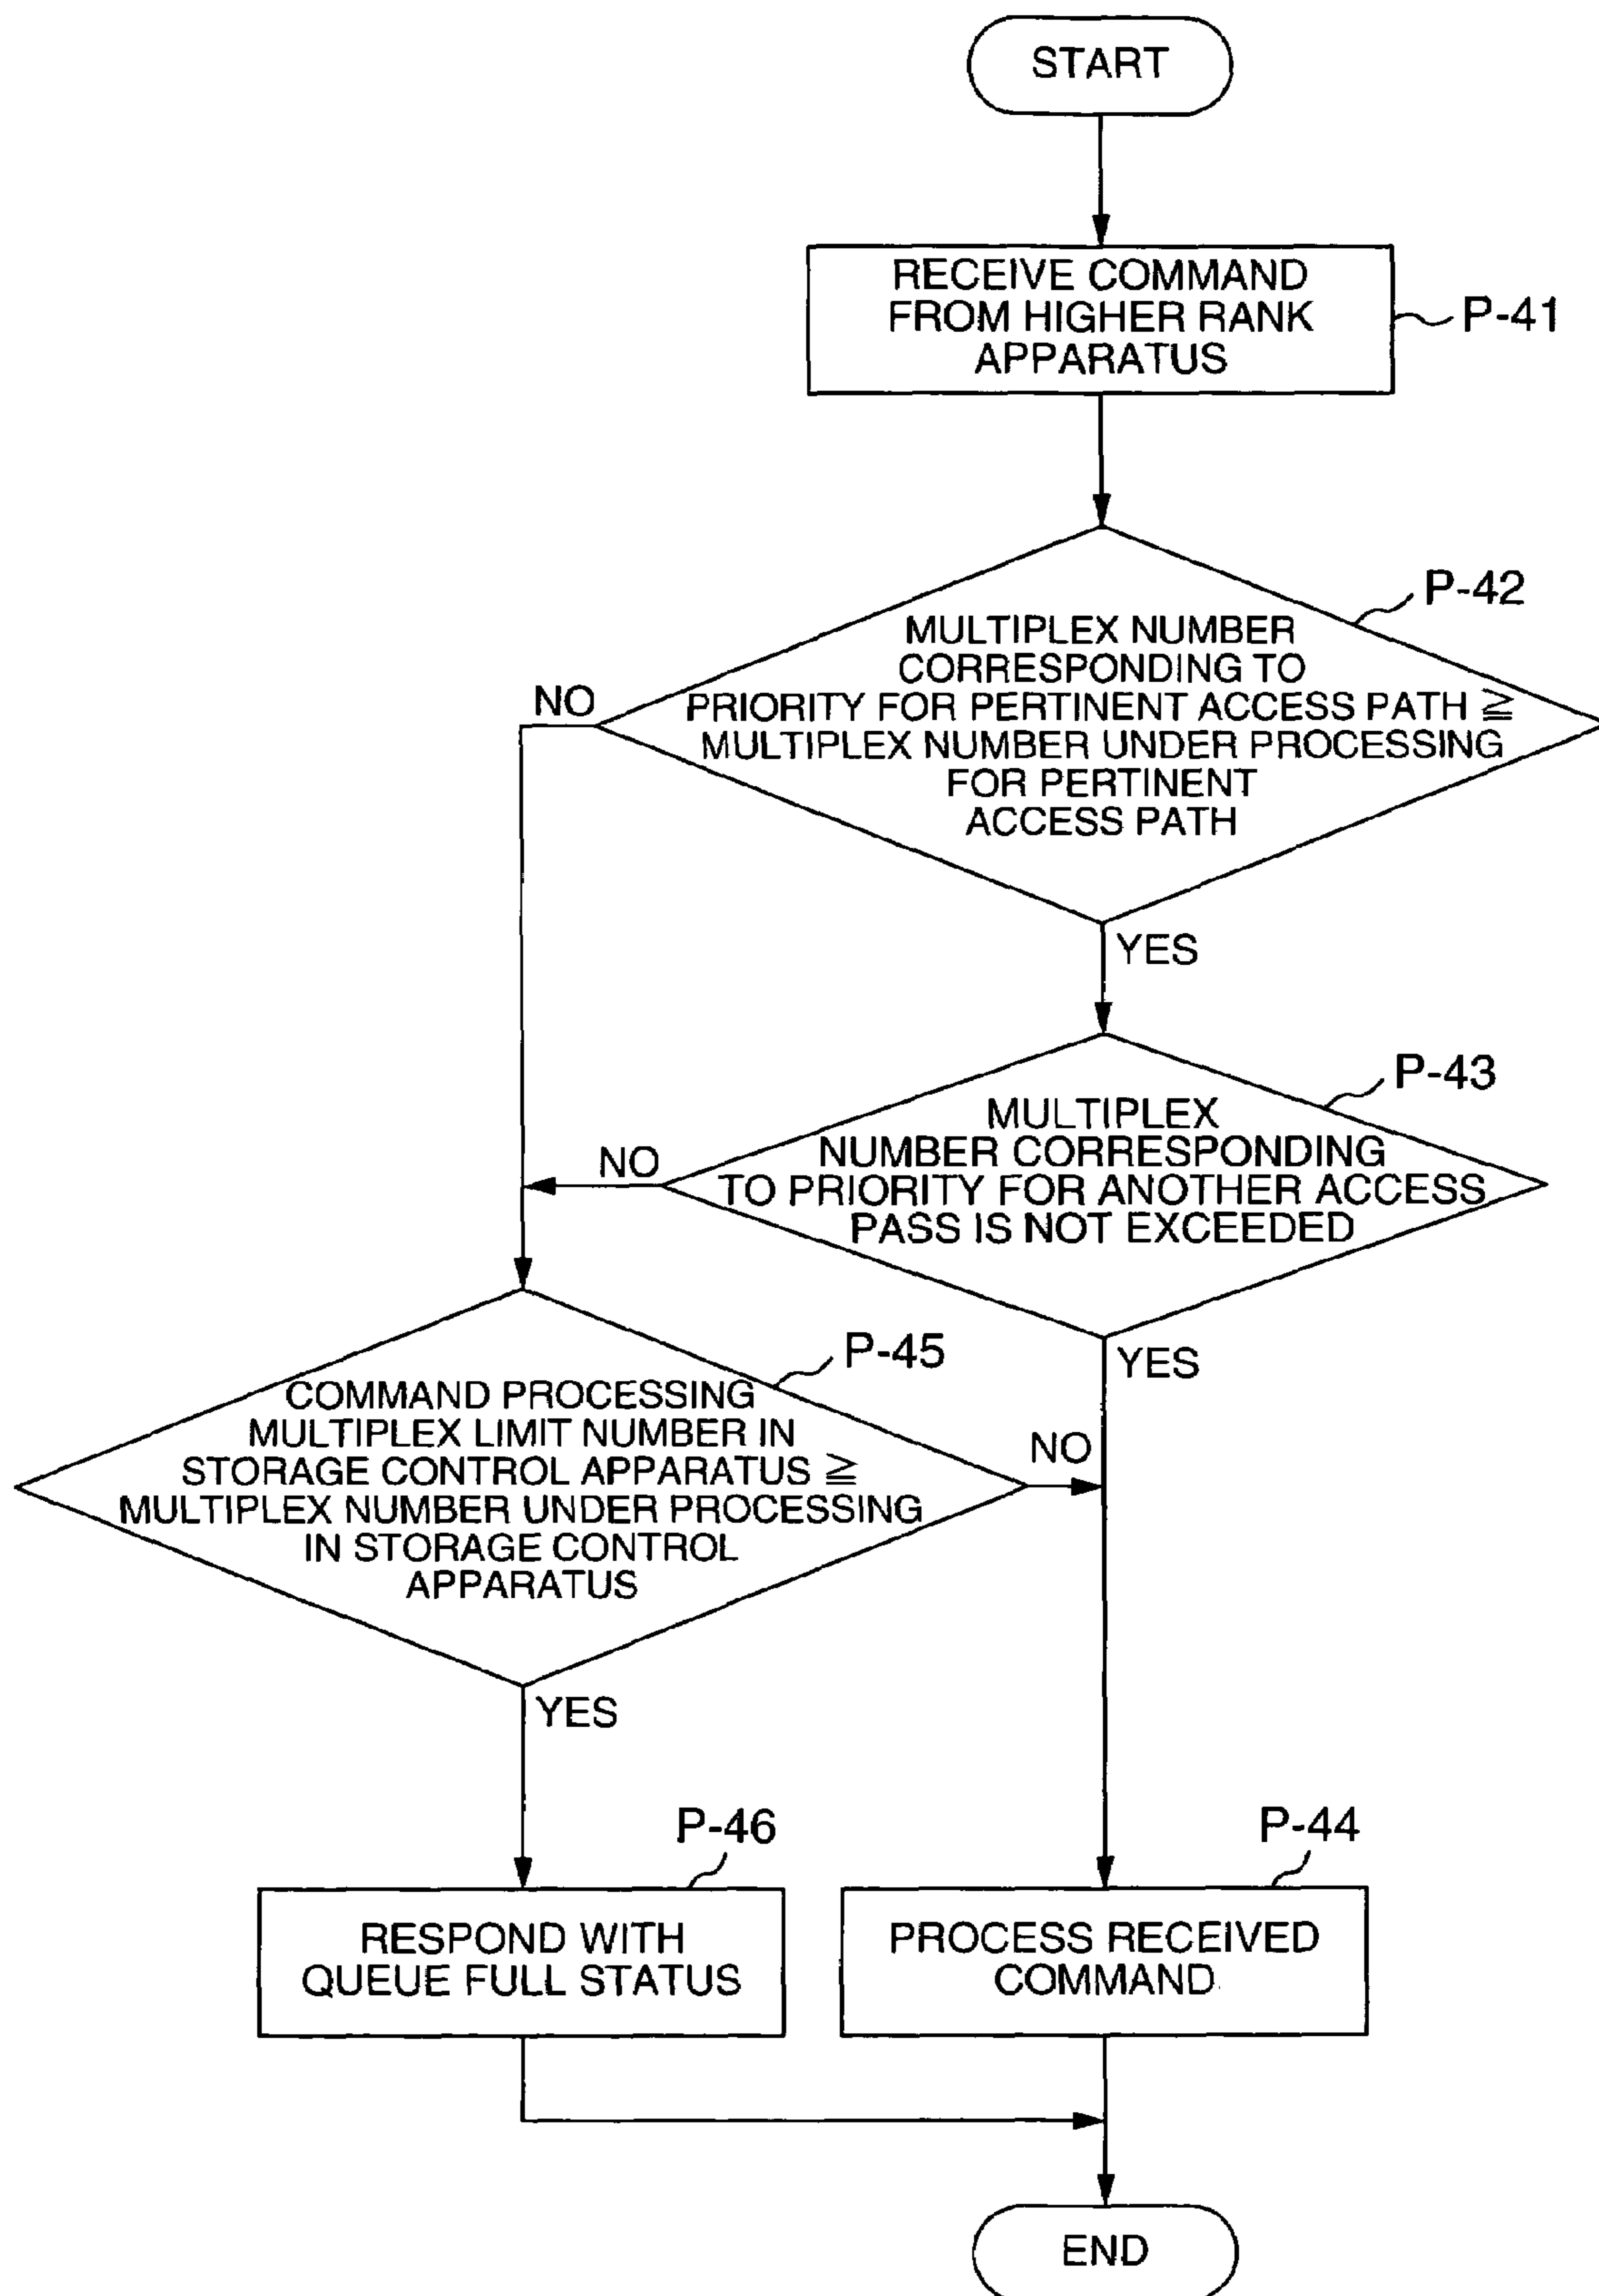 START
RECEIVE COMMAND
FROM HIGHER RANK
APPARATUS
P-41
P-42
MULTIPLEX NUMBER
CORRESPONDING TO
PRIORITY FOR PERTINENT ACCESS PATH ≧
MULTIPLEX NUMBER UNDER PROCESSING
FOR PERTINENT
ACCESS PATH
NO
YES
P-43
MULTIPLEX
NUMBER CORRESPONDING
TO PRIORITY FOR ANOTHER ACCESS
PASS IS NOT EXCEEDED
NO
YES
P-45
COMMAND PROCESSING
MULTIPLEX LIMIT NUMBER IN
STORAGE CONTROL APPARATUS ≧
MULTIPLEX NUMBER UNDER PROCESSING
IN STORAGE CONTROL
APPARATUS
NO
YES
P-46
RESPOND WITH
QUEUE FULL STATUS
P-44
PROCESS RECEIVED
COMMAND
END